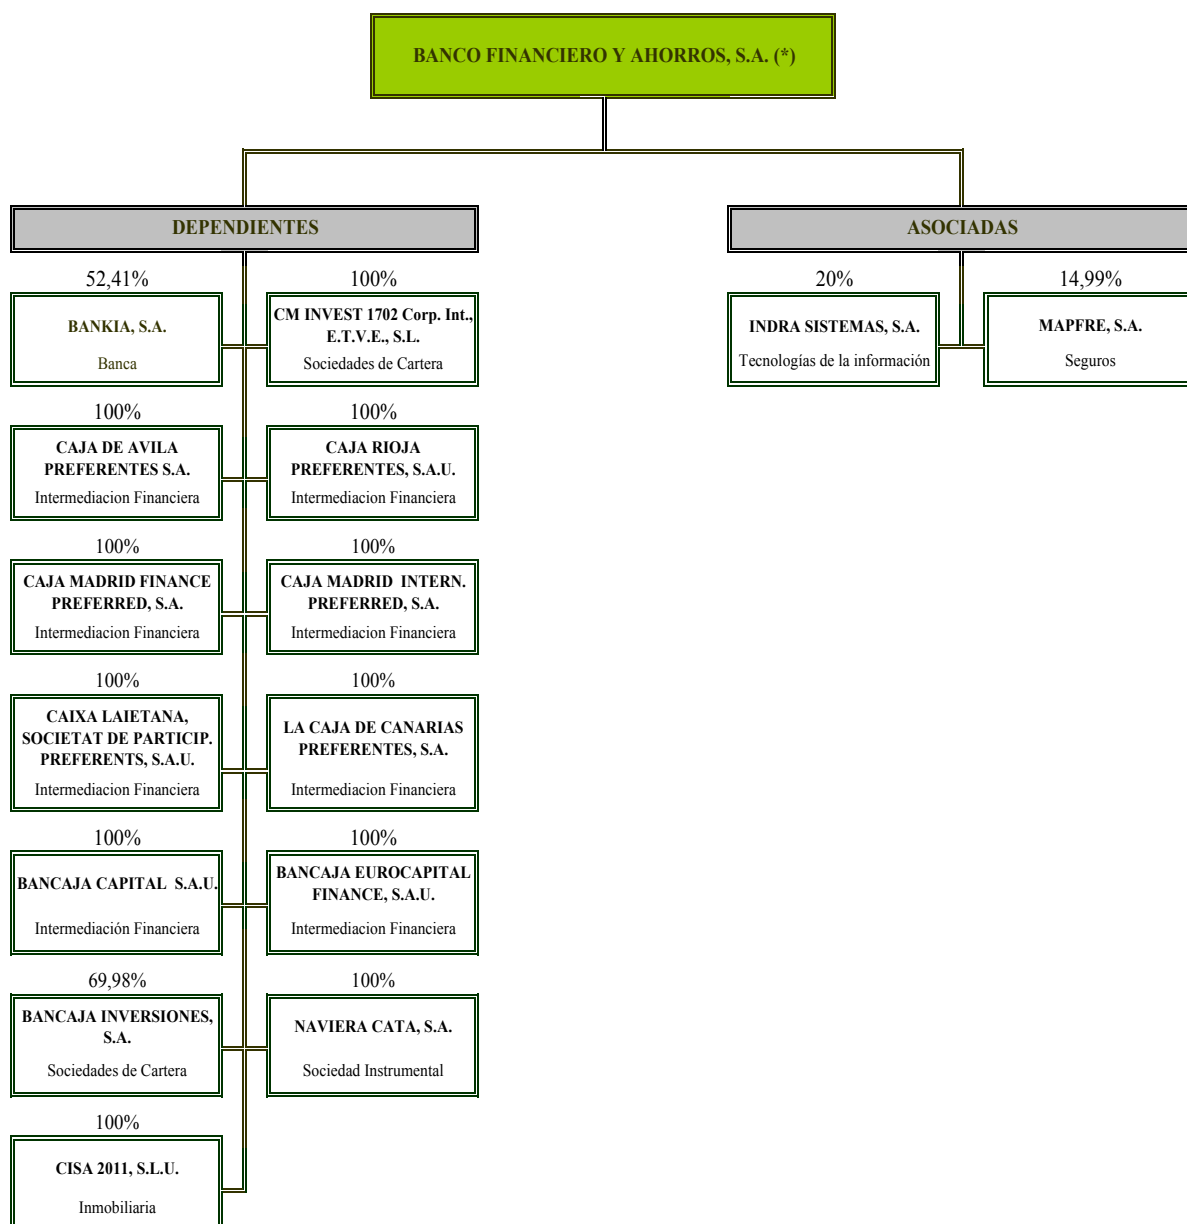 BANCO FINANCIERO Y AHORROS, S.A. (*)
DEPENDIENTES
ASOCIADAS
52,41%
BANKIA, S.A.
Banca
100%
CM INVEST 1702 Corp. Int.,
E.T.V.E., S.L.
Sociedades de Cartera
20%
INDRA SISTEMAS, S.A.
Tecnologías de la información
14,99%
MAPFRE, S.A.
Seguros
100%
CAJA DE AVILA
PREFERENTES S.A.
Intermediacion Financiera
100%
CAJA RIOJA
PREFERENTES, S.A.U.
Intermediacion Financiera
100%
CAJA MADRID FINANCE
PREFERRED, S.A.
Intermediacion Financiera
100%
CAJA MADRID INTERN.
PREFERRED, S.A.
Intermediacion Financiera
100%
CAIXA LAIETANA,
SOCIETAT DE PARTICIP.
PREFERENTS, S.A.U.
Intermediacion Financiera
100%
LA CAJA DE CANARIAS
PREFERENTES, S.A.
Intermediacion Financiera
100%
BANCAJA CAPITAL S.A.U.
Intermediación Financiera
100%
BANCAJA EUROCAPITAL
FINANCE, S.A.U.
Intermediacion Financiera
69,98%
BANCAJA INVERSIONES,
S.A.
Sociedades de Cartera
100%
NAVIERA CATA, S.A.
Sociedad Instrumental
100%
CISA 2011, S.L.U.
Inmobiliaria